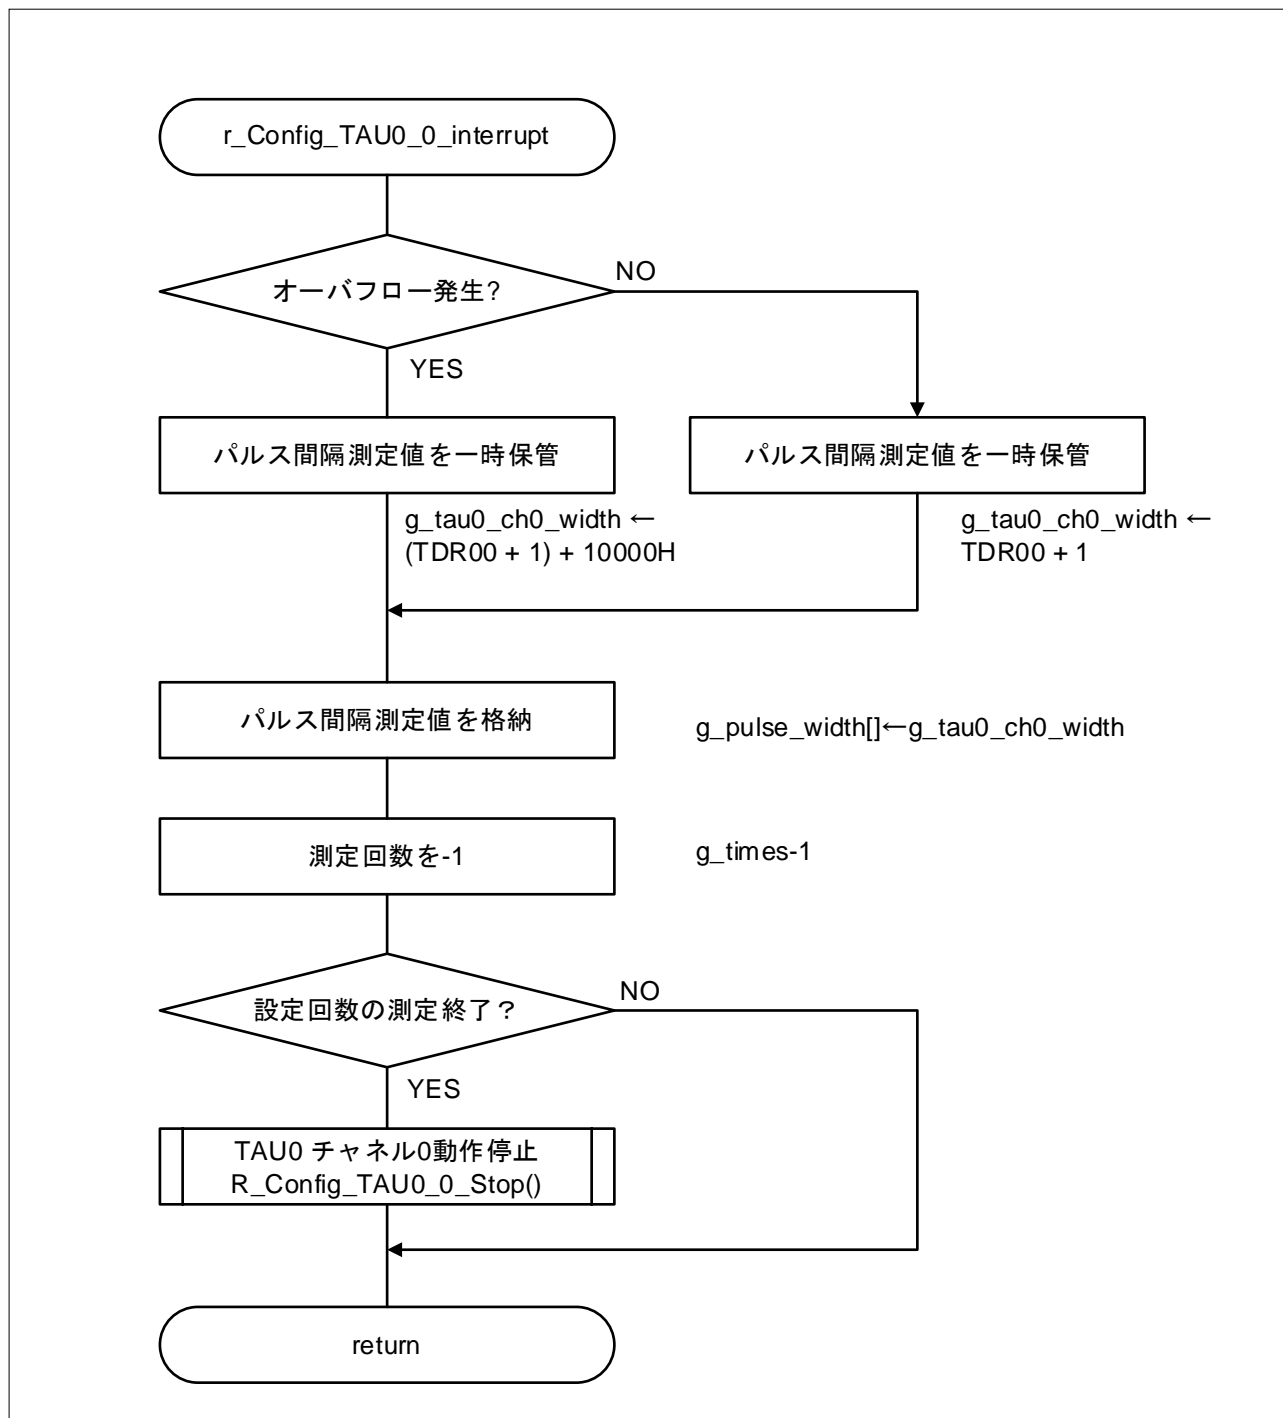 r_Config_TAU0_0_interrupt
オーバフロー発生?
NO
YES
パルス間隔測定値を一時保管
パルス間隔測定値を一時保管
g_tau0_ch0_width ←
(TDR00 + 1) + 10000H
g_tau0_ch0_width ←
TDR00 + 1
パルス間隔測定値を格納
g_pulse_width[]←g_tau0_ch0_width
測定回数を-1
g_times-1
設定回数の測定終了？
NO
YES
TAU0 チャネル0動作停止
R_Config_TAU0_0_Stop()
return